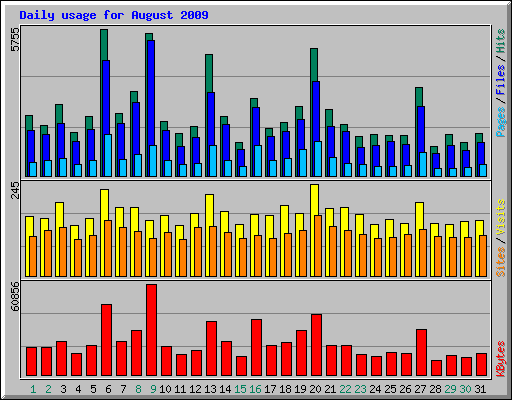 Daily usage for August 2009
5755
Pages / Files / Hits
245
Sites / Visits
60856
KBytes
1 2 3 4 5 6 7 8 9 10 11 12 13 14 15 16 17 18 19 20 21 22 23 24 25 26 27 28 29 30 31